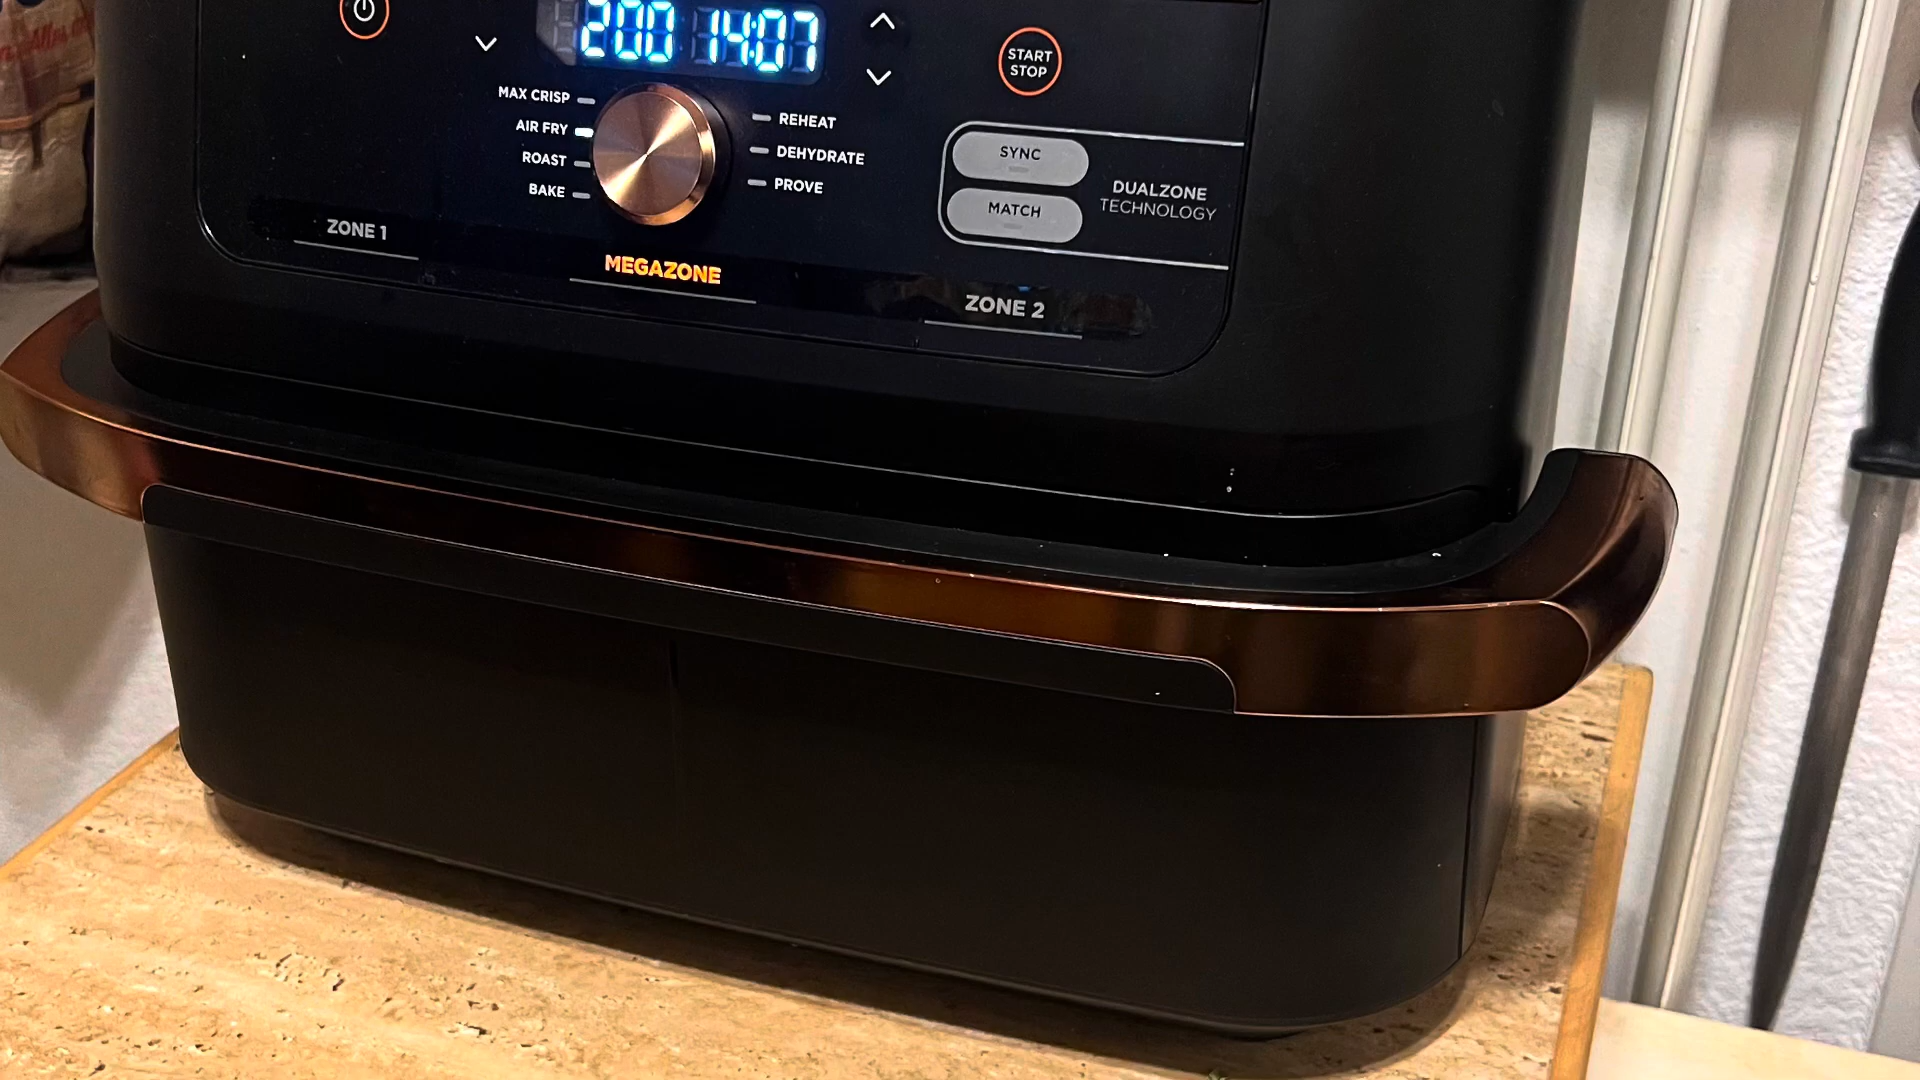 200 14:07
START
STOP
MAX CRISP
AIR FRY
ROAST
BAKE
REHEAT
DEHYDRATE
PROVE
SYNC
MATCH
DUALZONE
TECHNOLOGY
ZONE 1
MEGAZONE
ZONE 2